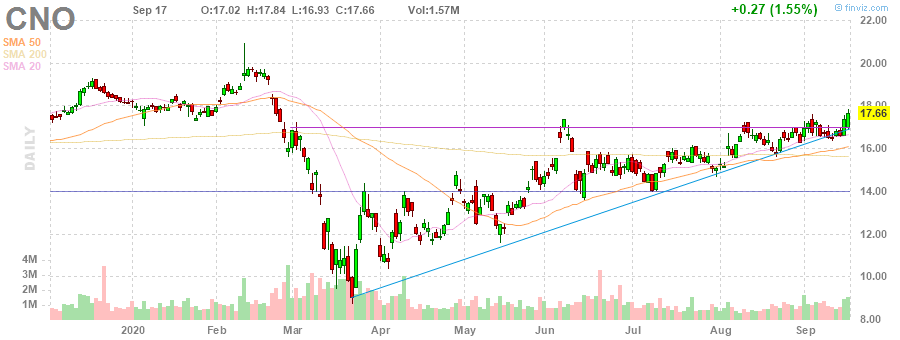 CNO Sep 17 O:17.02 H:17.84 L:16.93 C:17.66 Vol:1.57M +0.27 (1.55%) @ finviz.com
SMA 50
SMA 200
SMA 20
DAILY
22.00
20.00
18.00
17.66
16.00
14.00
12.00
10.00
8.00
4M
3M
2M
1M
2020 Feb Mar Apr May Jun Jul Aug Sep